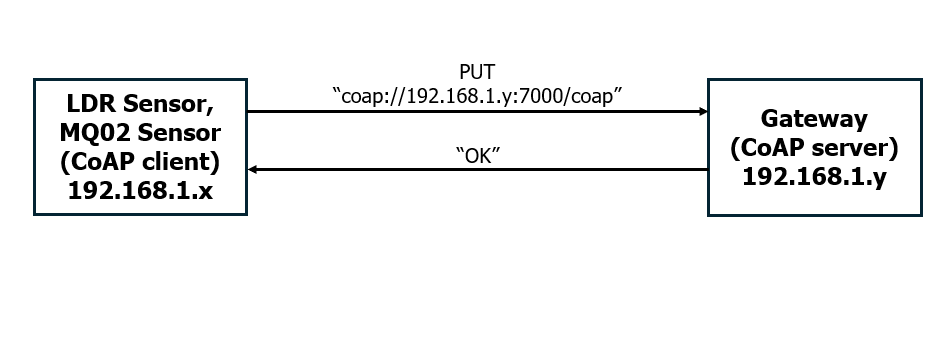 LDR Sensor,
MQ02 Sensor
(CoAP client)
192.168.1.x
PUT
“coap://192.168.1.y:7000/coap”
“OK”
Gateway
(CoAP server)
192.168.1.y